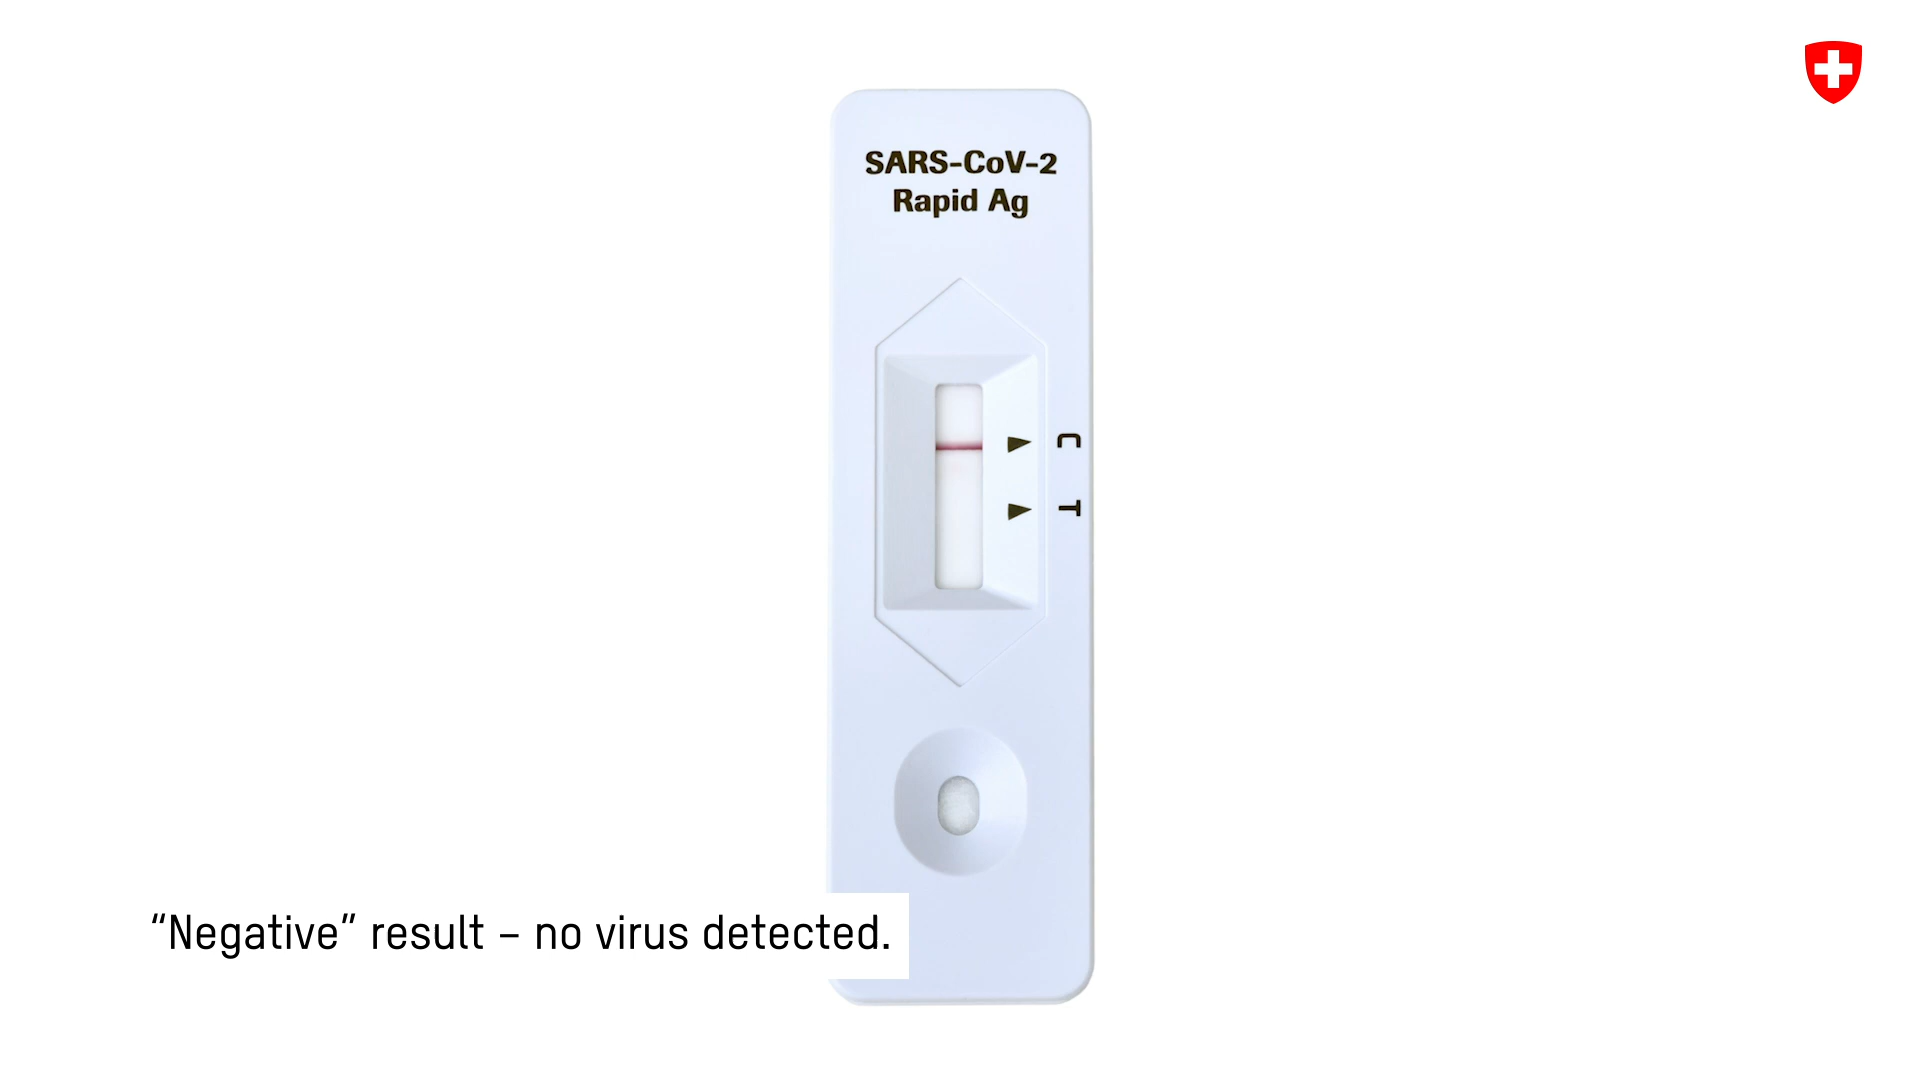 SARS-CoV-2
Rapid Ag
C
T
“Negative” result – no virus detected.